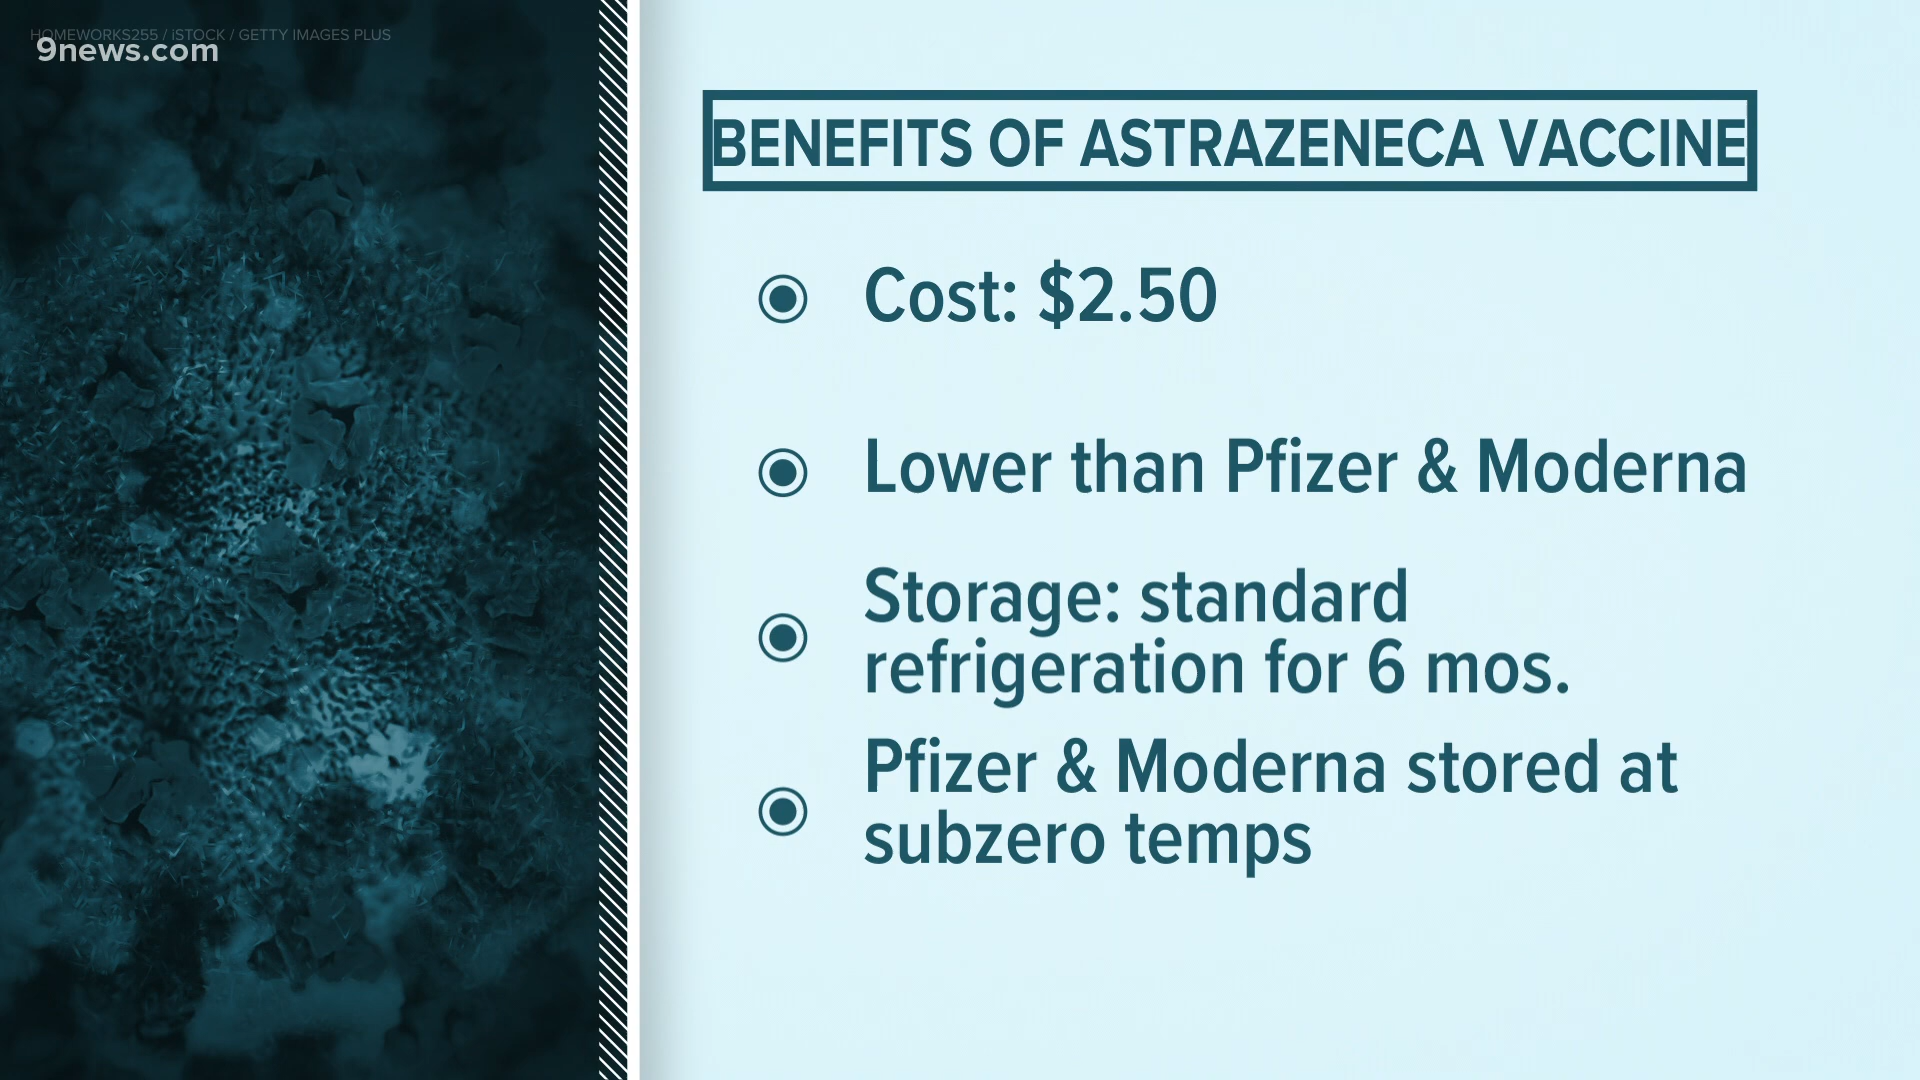 HOMEWORKS255 / iSTOCK / GETTY IMAGES PLUS
9news.com
BENEFITS OF ASTRAZENECA VACCINE
Cost: $2.50
Lower than Pfizer & Moderna
Storage: standard
refrigeration for 6 mos.
Pfizer & Moderna stored at
subzero temps